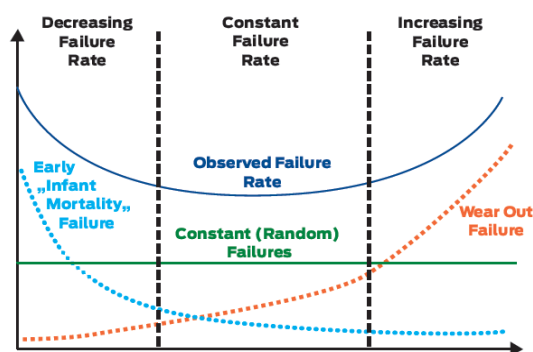 Decreasing
Failure
Rate
Constant
Failure
Rate
Increasing
Failure
Rate
Early
„Infant
Mortality„
Failure
Observed Failure
Rate
Constant (Random)
Failures
Wear Out
Failure